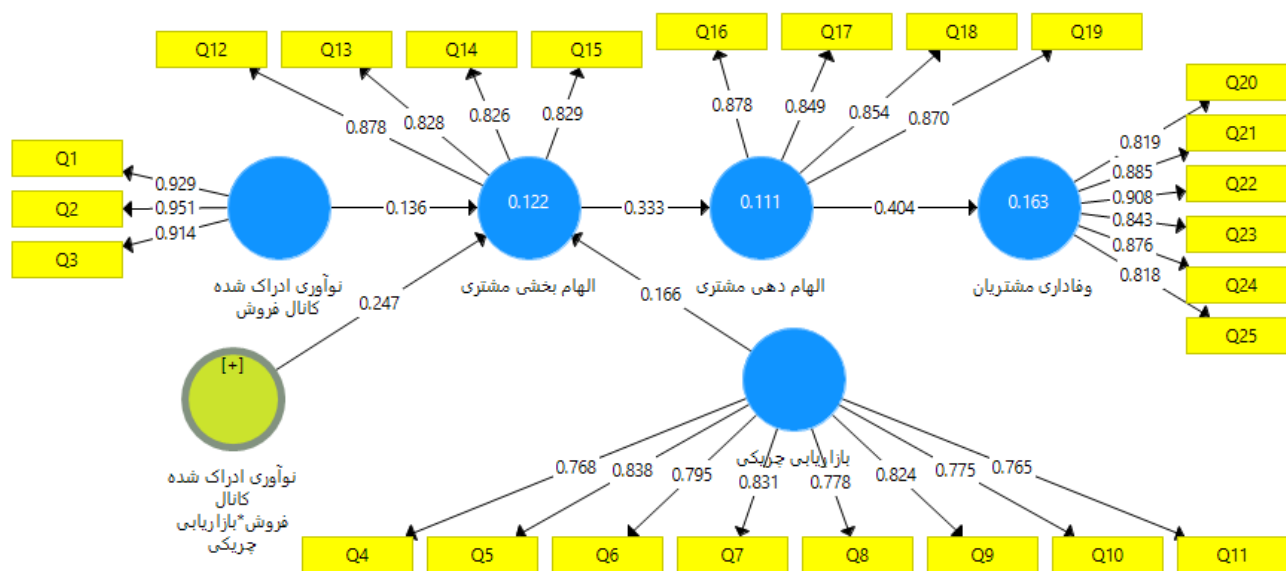 Q12
Q13
Q14
Q15
Q16
Q17
Q18
Q19
Q20
Q21
Q22
Q23
Q24
Q25
0.878
0.828
0.826
0.829
0.878
0.849
0.854
0.870
0.819
0.885
0.908
0.843
0.876
0.818
Q1
Q2
Q3
0.929
0.951
0.914
0.136
0.122
0.333
0.111
0.404
0.163
نوآوری ادراک شده
کانال فروش
الهام بخشی مشتری
الهام دهی مشتری
وفاداری مشتریان
0.247
0.166
[+]
نوآوری ادراک شده
کانال
فروش*بازاریابی
چریکی
بازاریابی چریکی
0.768
0.838
0.795
0.831
0.778
0.824
0.775
0.765
Q4
Q5
Q6
Q7
Q8
Q9
Q10
Q11